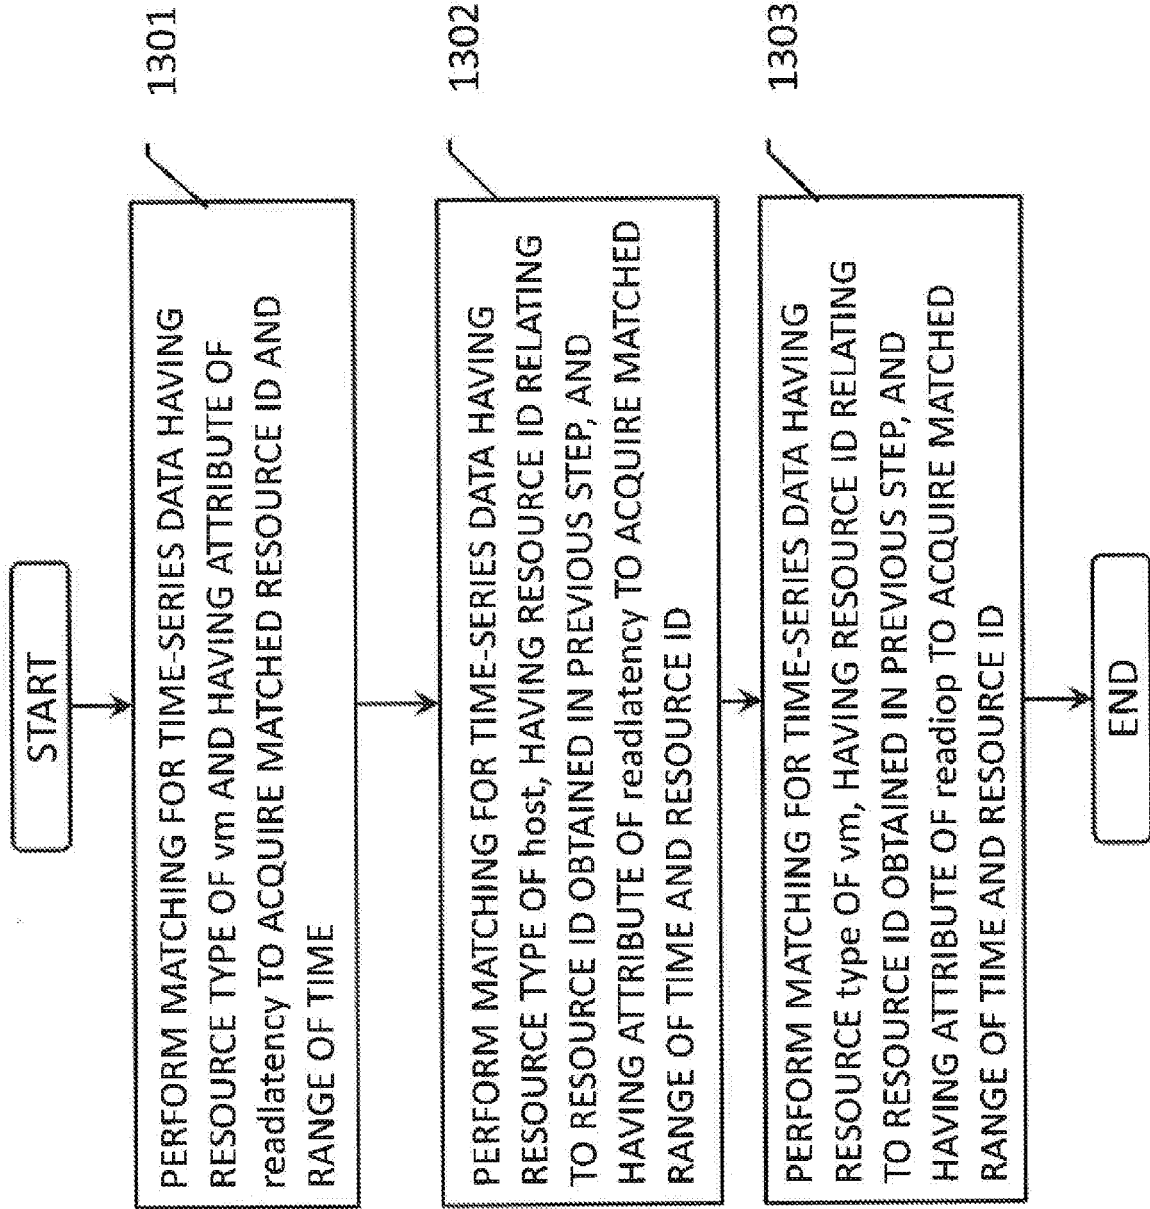 START
PERFORM MATCHING FOR TIME-SERIES DATA HAVING
RESOURCE TYPE OF vm AND HAVING ATTRIBUTE OF
readlatency TO ACQUIRE MATCHED RESOURCE ID AND
RANGE OF TIME
1301
PERFORM MATCHING FOR TIME-SERIES DATA HAVING
RESOURCE TYPE OF host, HAVING RESOURCE ID RELATING
TO RESOURCE ID OBTAINED IN PREVIOUS STEP, AND
HAVING ATTRIBUTE OF readlatency TO ACQUIRE MATCHED
RANGE OF TIME AND RESOURCE ID
1302
PERFORM MATCHING FOR TIME-SERIES DATA HAVING
RESOURCE type OF vm, HAVING RESOURCE ID RELATING
TO RESOURCE ID OBTAINED IN PREVIOUS STEP, AND
HAVING ATTRIBUTE OF readiop TO ACQUIRE MATCHED
RANGE OF TIME AND RESOURCE ID
1303
END